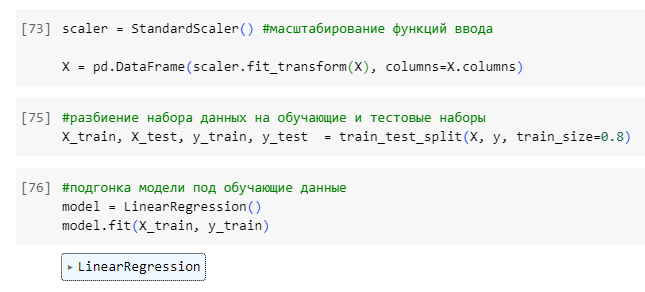 [73] scaler = StandardScaler() #масштабирование функций ввода
X = pd.DataFrame(scaler.fit_transform(X), columns=X.columns)
[75] #разбиение набора данных на обучающие и тестовые наборы
X_train, X_test, y_train, y_test  = train_test_split(X, y, train_size=0.8)
[76] #подгонка модели под обучающие данные
model = LinearRegression()
model.fit(X_train, y_train)
▸ LinearRegression